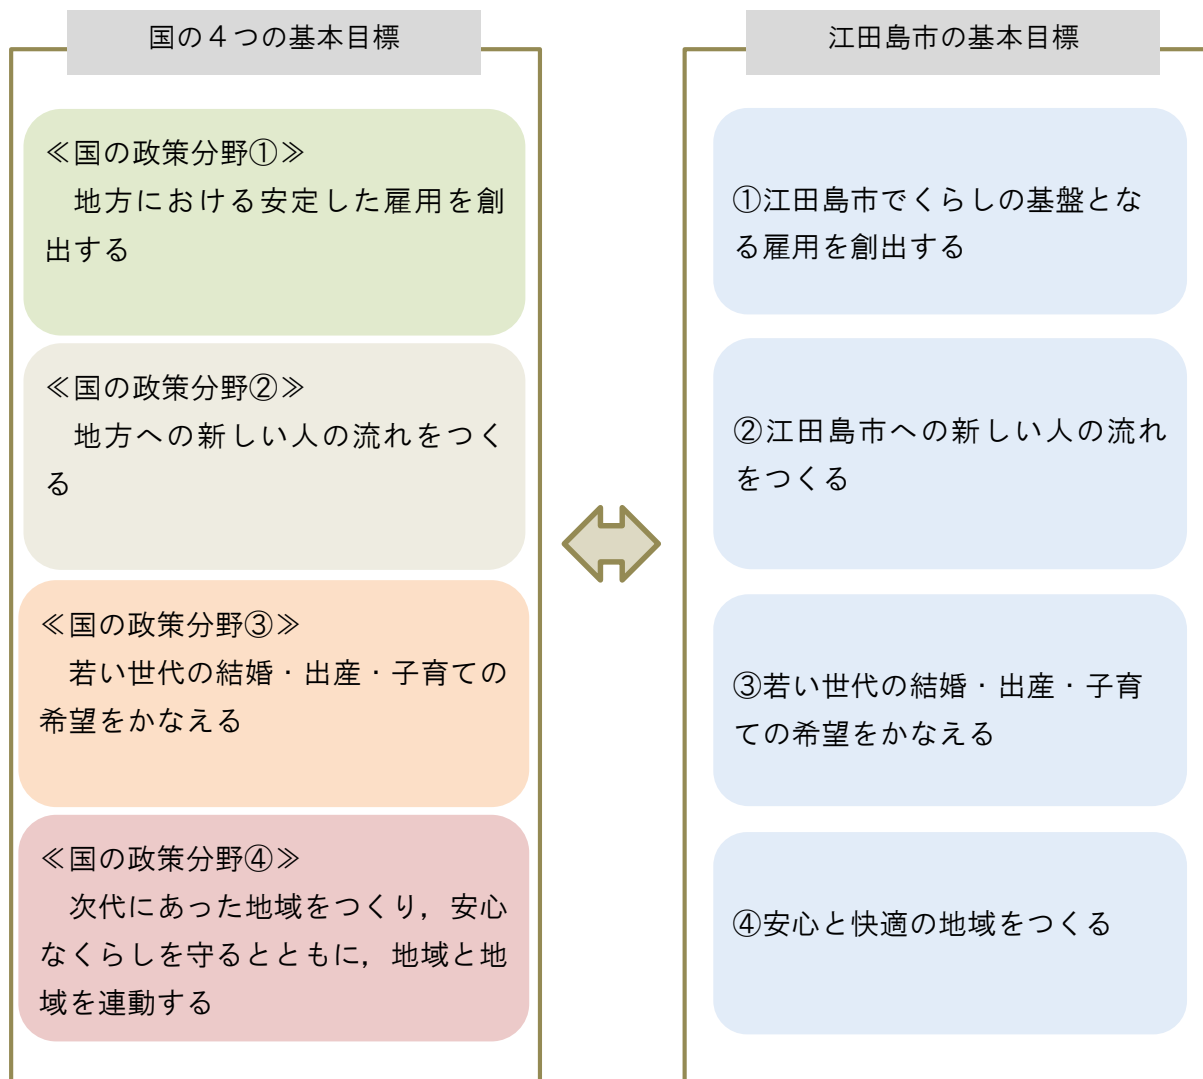 国の４つの基本目標
≪国の政策分野①≫
地方における安定した雇用を創
出する
≪国の政策分野②≫
地方への新しい人の流れをつく
る
≪国の政策分野③≫
若い世代の結婚・出産・子育ての
希望をかなえる
≪国の政策分野④≫
次代にあった地域をつくり，安心
なくらしを守るとともに，地域と地
域を連動する
江田島市の基本目標
①江田島市でくらしの基盤とな
る雇用を創出する
②江田島市への新しい人の流れ
をつくる
③若い世代の結婚・出産・子育
ての希望をかなえる
④安心と快適の地域をつくる